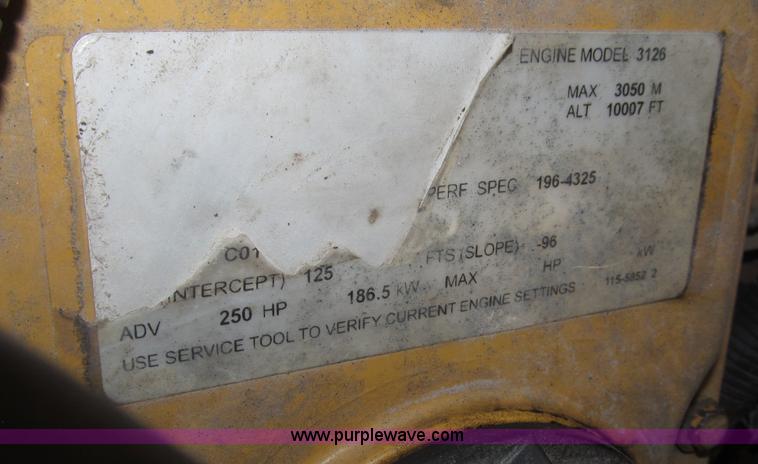 ENGINE MODEL 3126
MAX 3050 M
ALT 10007 FT
PERF SPEC 196-4325
C01
(INTERCEPT) 125 FTS (SLOPE) -96
ADV 250 HP 186.5 kW MAX HP kW
USE SERVICE TOOL TO VERIFY CURRENT ENGINE SETTINGS 115-5852 2
www.purplewave.com